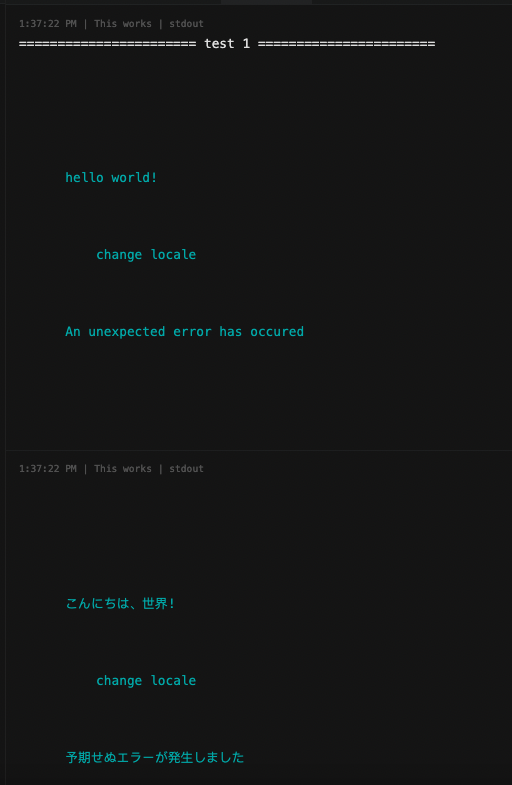 1:37:22 PM | This works | stdout
======================= test 1 =======================
hello world!
change locale
An unexpected error has occured
1:37:22 PM | This works | stdout
こんにちは、世界!
change locale
予期せぬエラーが発生しました